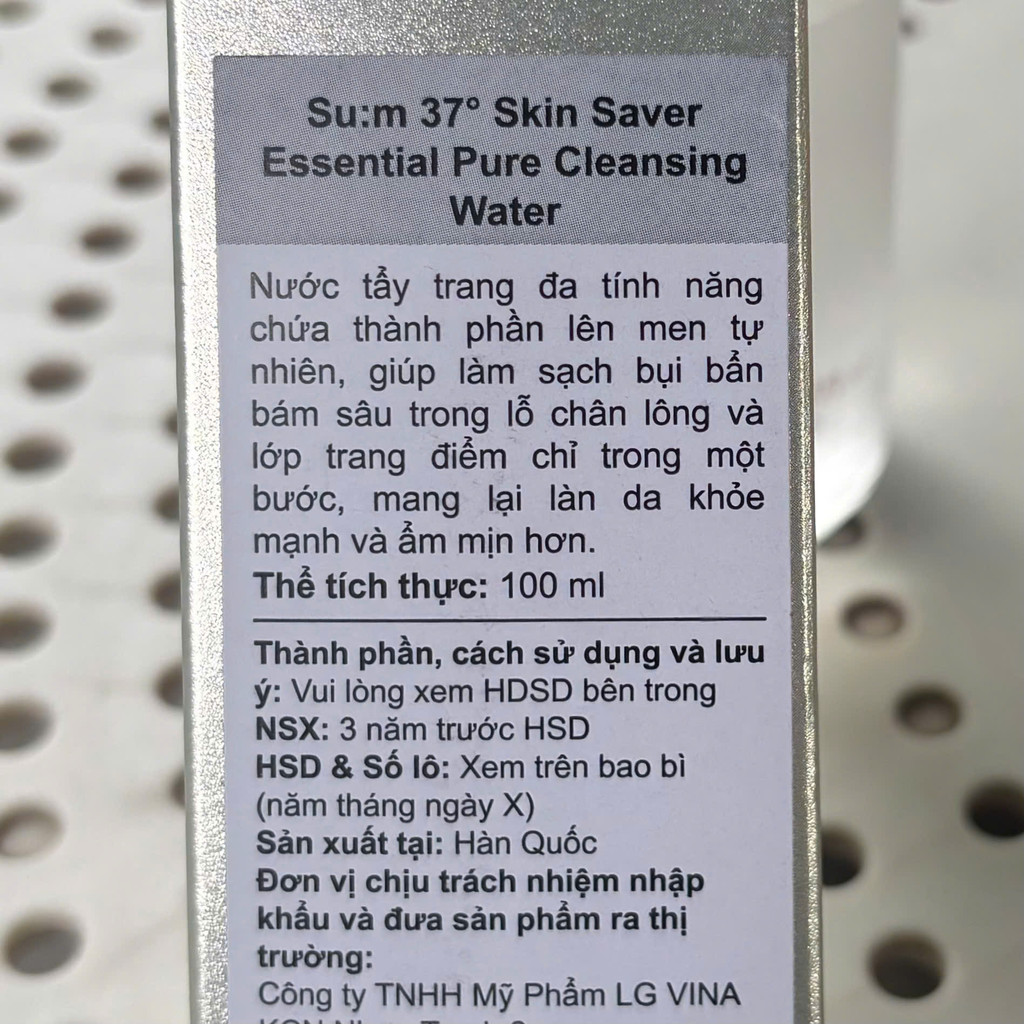 Su:m 37° Skin Saver
Essential Pure Cleansing
Water
Nước tẩy trang đa tính năng
chứa thành phần lên men tự
nhiên, giúp làm sạch bụi bẩn
bám sâu trong lỗ chân lông và
lớp trang điểm chỉ trong một
bước, mang lại làn da khỏe
mạnh và ẩm mịn hơn.
Thể tích thực: 100 ml
Thành phần, cách sử dụng và lưu
ý: Vui lòng xem HDSD bên trong
NSX: 3 năm trước HSD
HSD & Số lô: Xem trên bao bì
(năm tháng ngày X)
Sản xuất tại: Hàn Quốc
Đơn vị chịu trách nhiệm nhập
khẩu và đưa sản phẩm ra thị
trường:
Công ty TNHH Mỹ Phẩm LG VINA